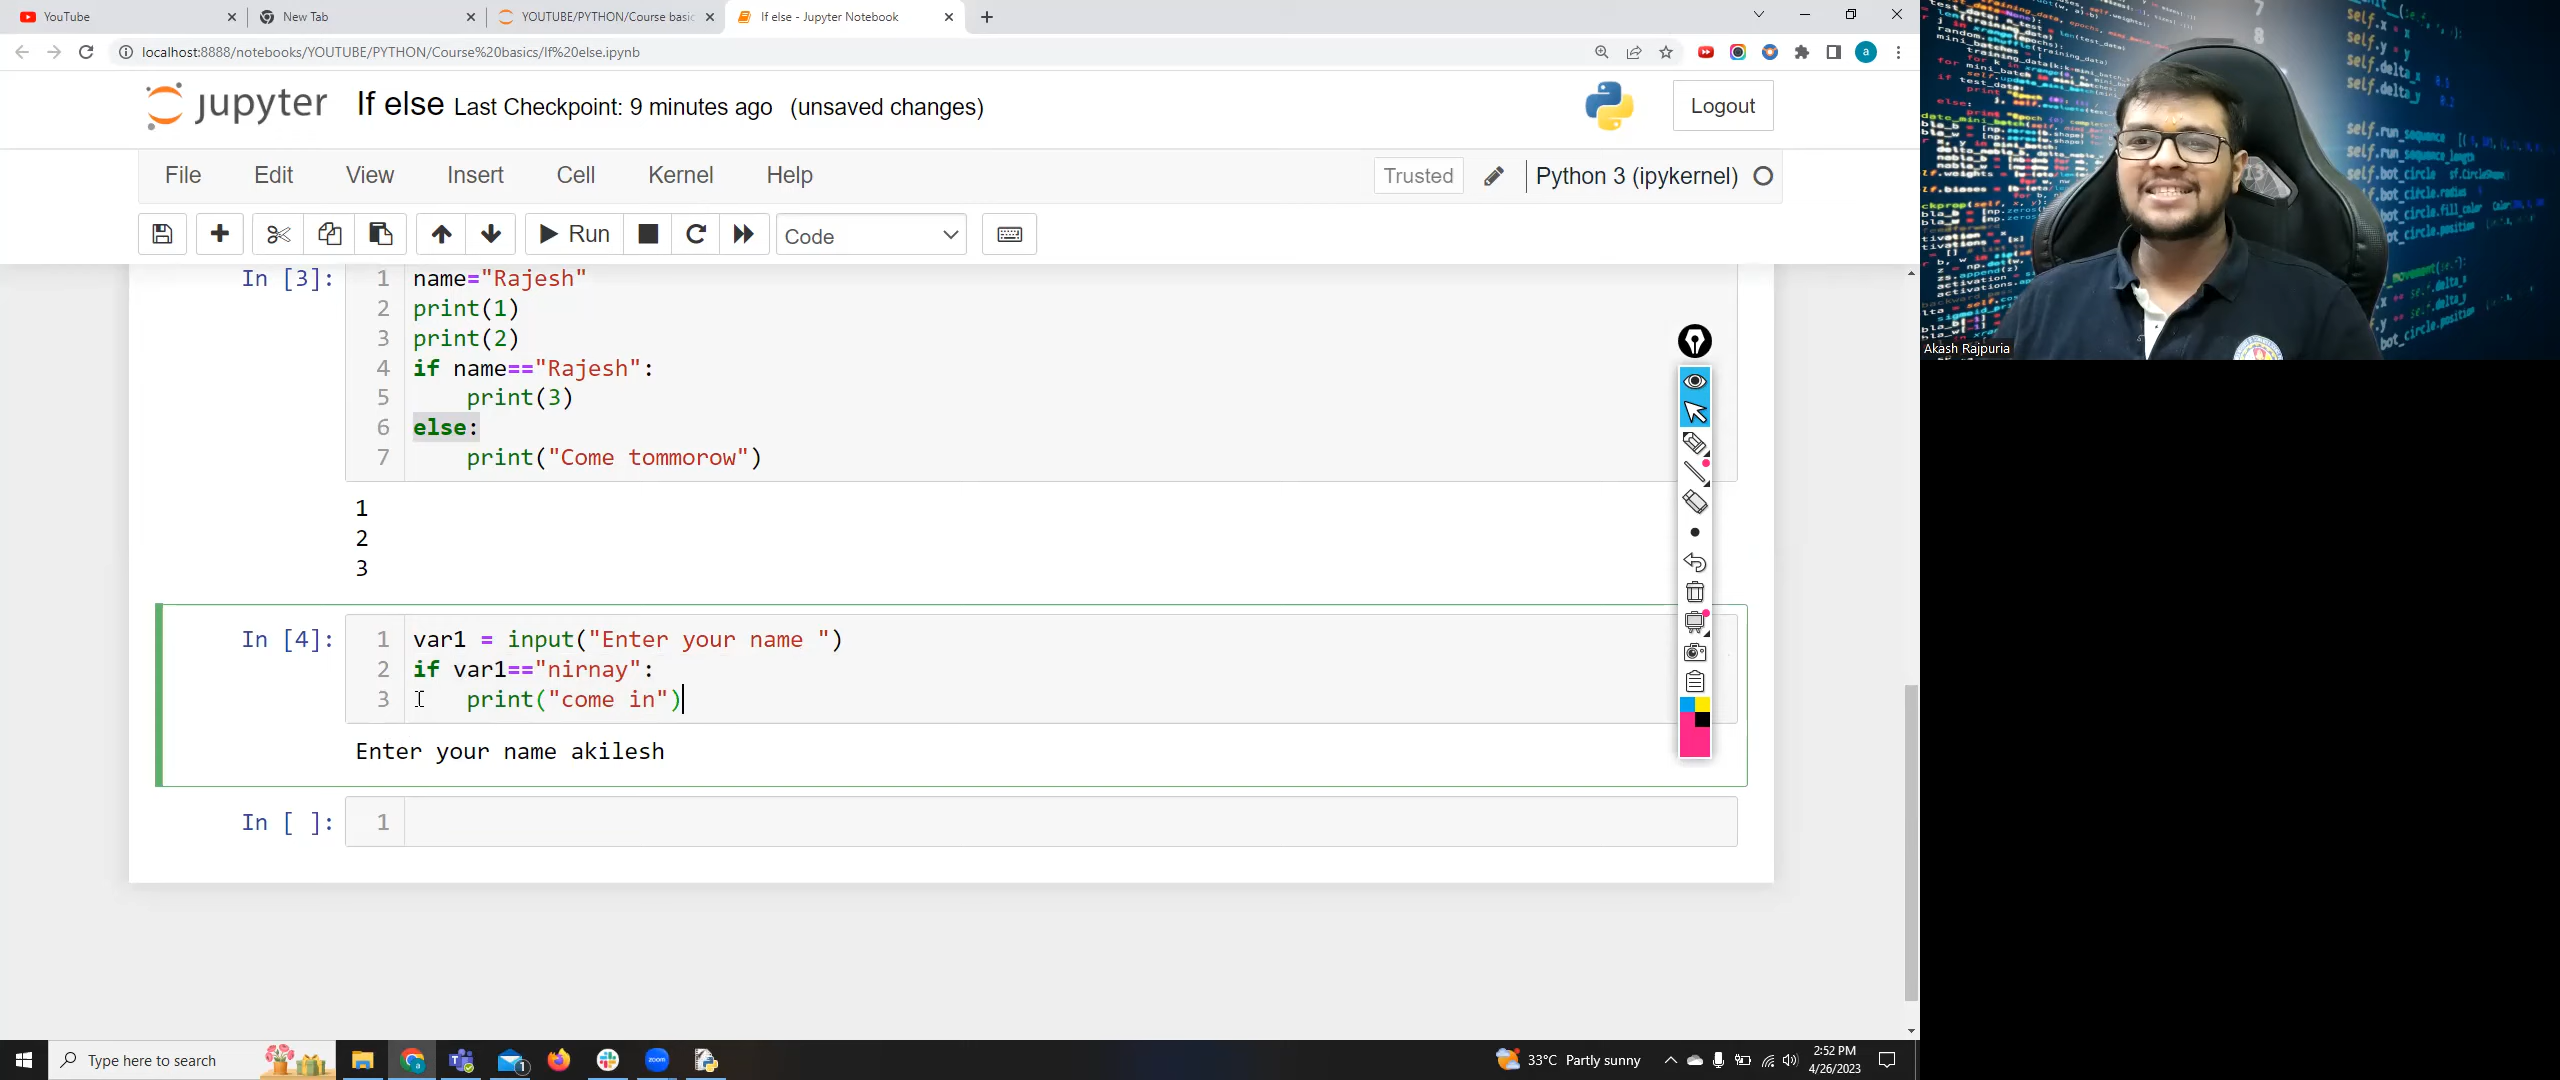 YouTube
New Tab
YOUTUBE/PYTHON/Course basic
If else - Jupyter Notebook
localhost:8888/notebooks/YOUTUBE/PYTHON/Course%20basics/If%20else.ipynb
a
jupyter If else Last Checkpoint: 9 minutes ago (unsaved changes)
Logout
File Edit View Insert Cell Kernel Help
Trusted
Python 3 (ipykernel)
Run
Code
In [3]:
1 name="Rajesh"
2 print(1)
3 print(2)
4 if name=="Rajesh":
5 print(3)
6 else:
7 print("Come tommorow")
1
2
3
In [4]:
1 var1 = input("Enter your name ")
2 if var1=="nirnay":
3 print("come in")
Enter your name akilesh
In [ ]:
1
Akash Rajpuria
Type here to search
1
zoom
33°C Partly sunny
2:52 PM
4/26/2023